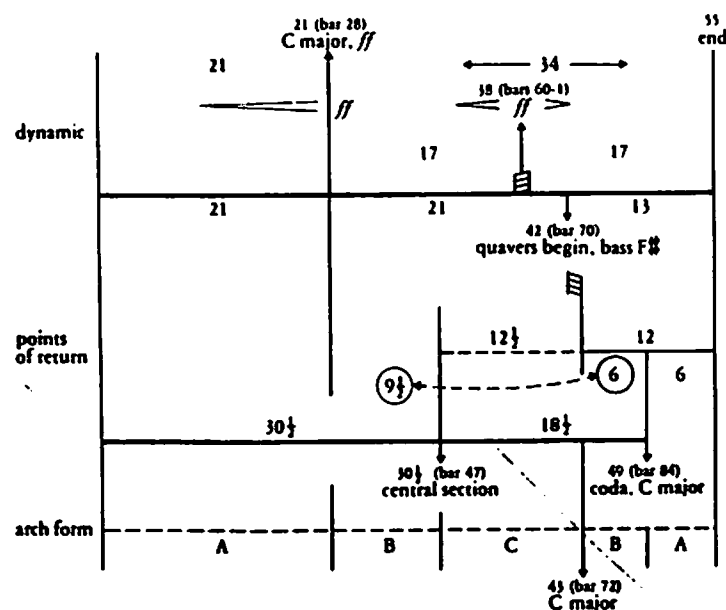 21 (bar 28)
C major, ff
55
end
21
34
38 (bars 60-1)
ff
ff
dynamic
17
17
21
21
13
42 (bar 70)
quavers begin, bass F#
points
of return
12½
12
9½
6
6
30½
18½
30½ (bar 47)
central section
49 (bar 84)
coda, C major
arch form
A
B
C
B
A
43 (bar 72)
C major